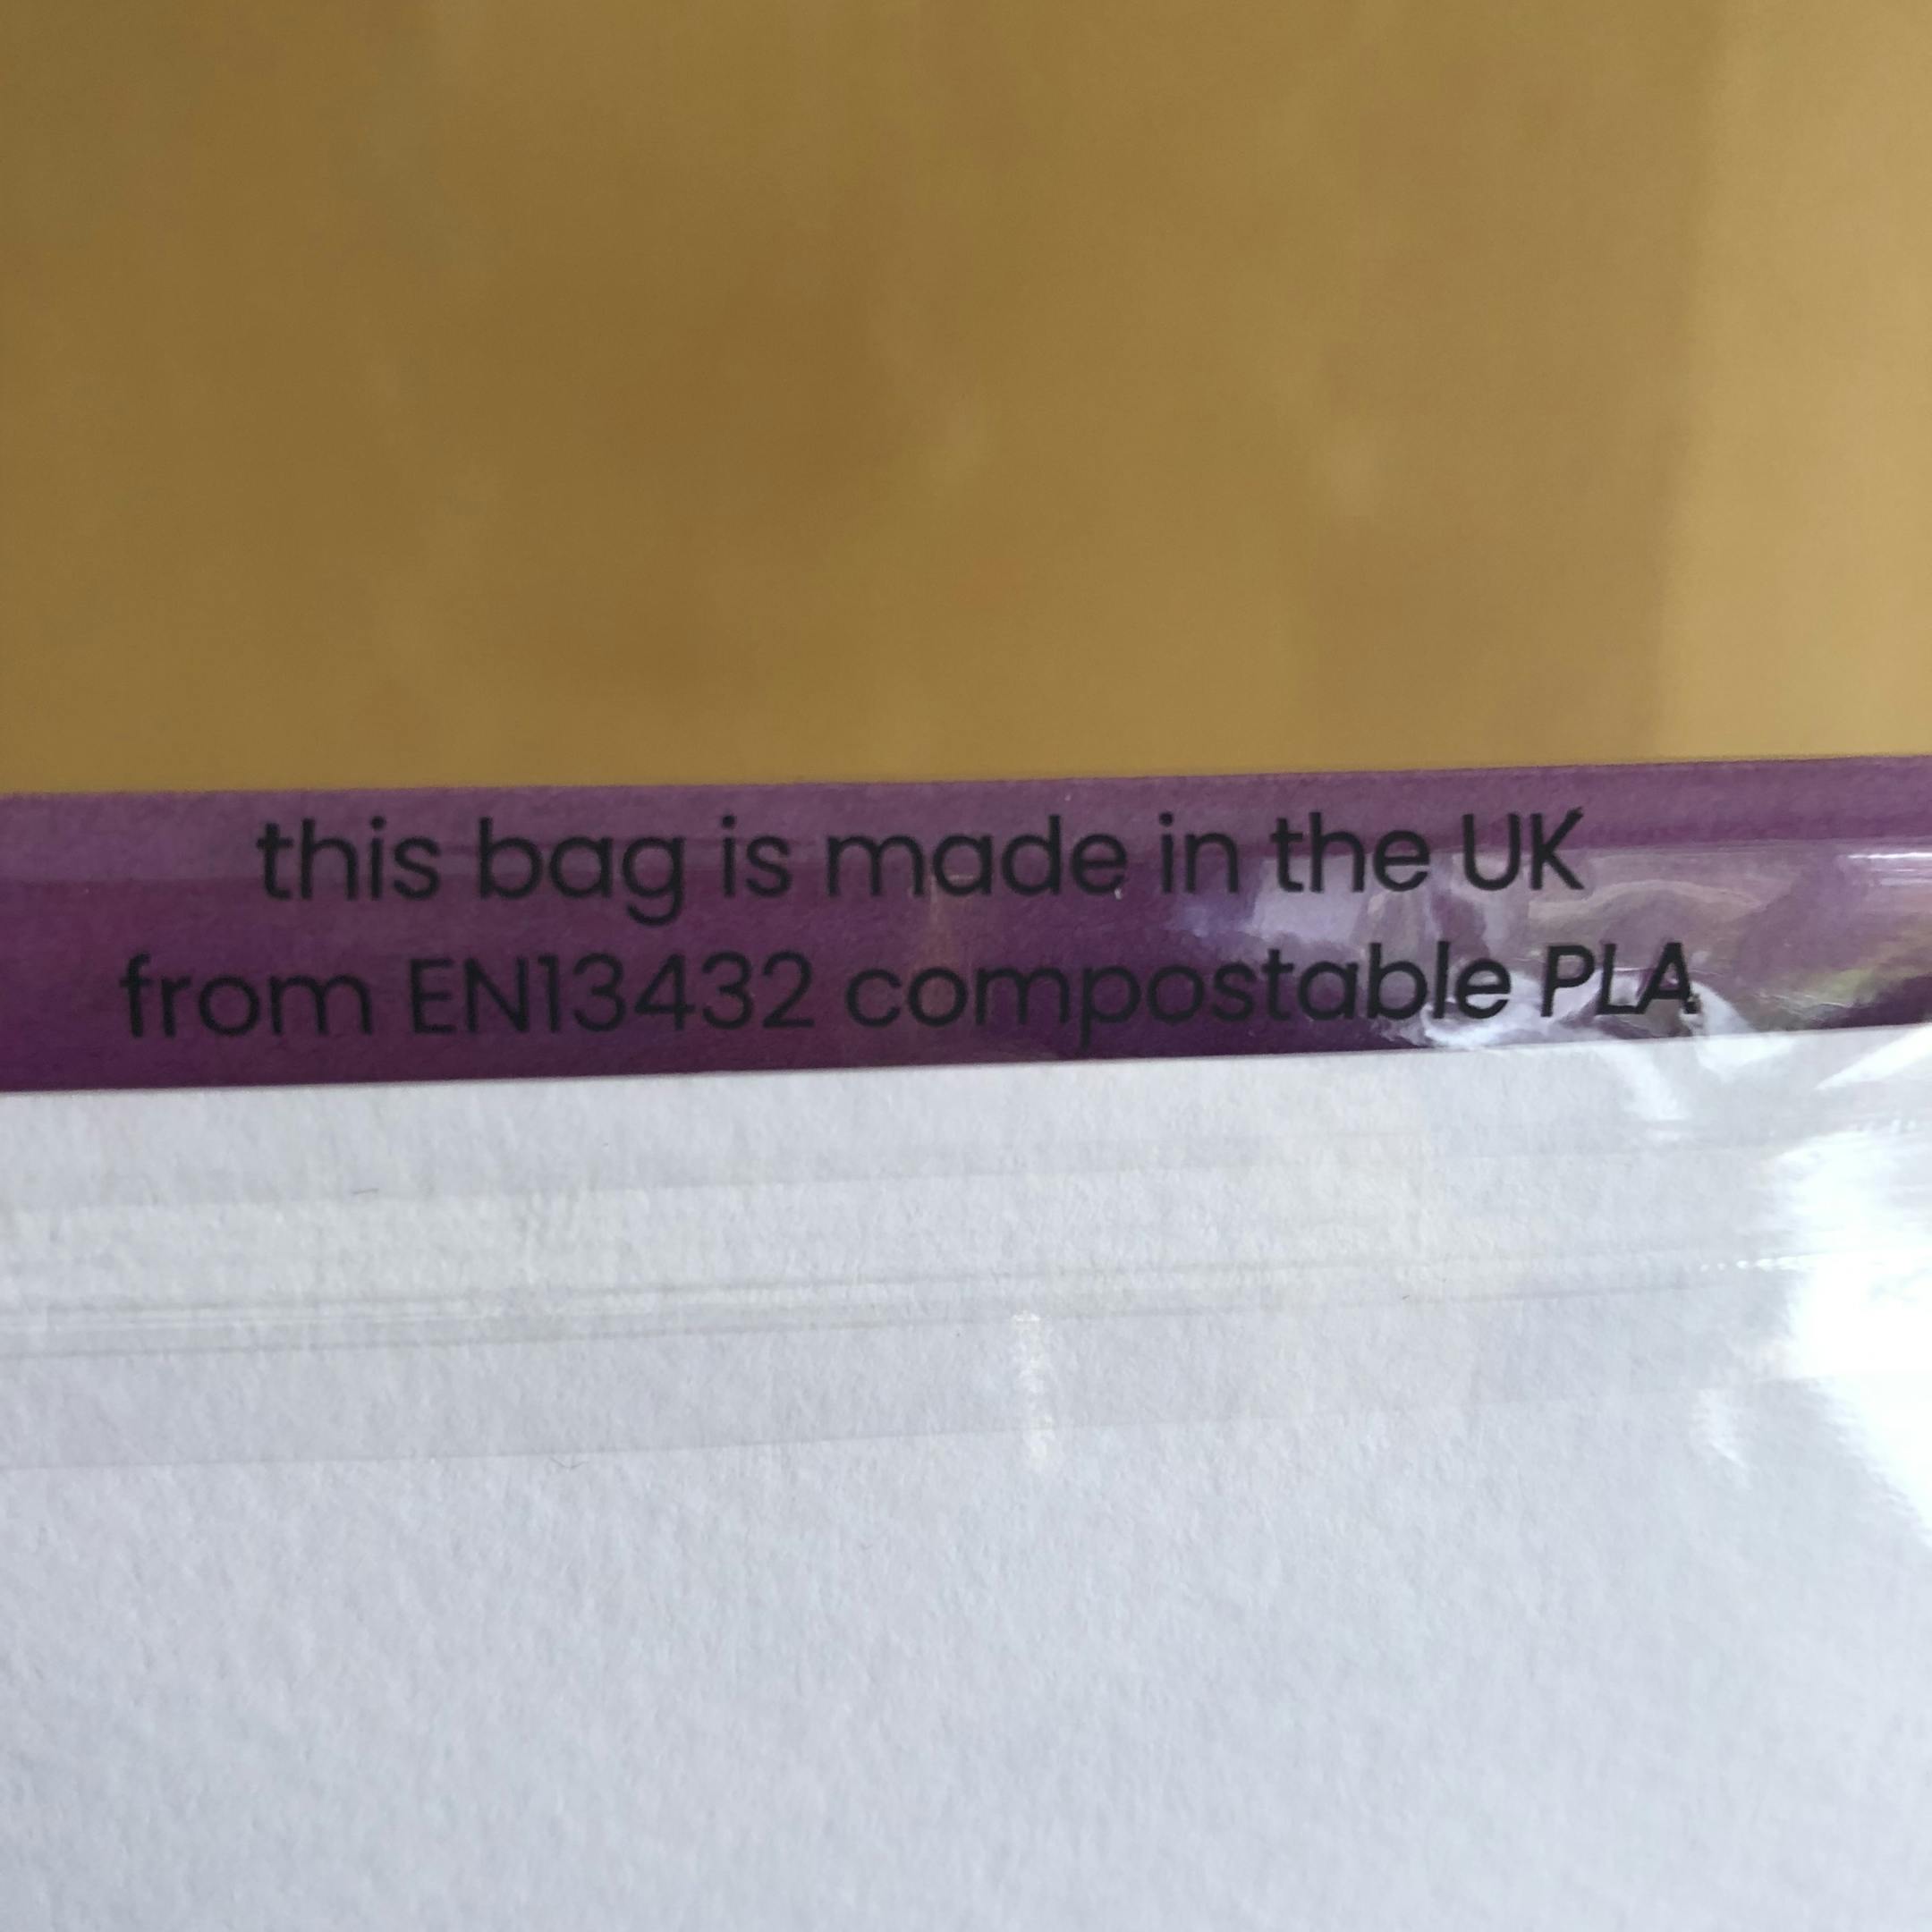 this bag is made in the UK
from EN13432 compostable PLA